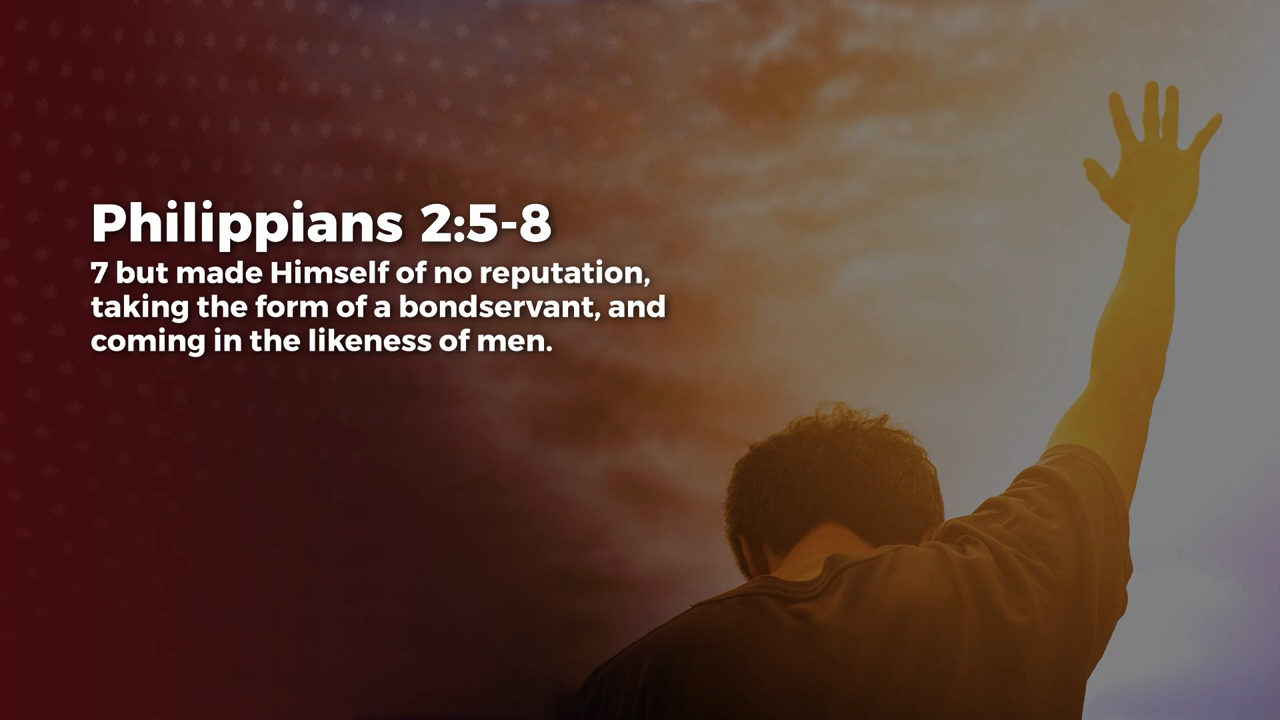 Philippians 2:5-8
7 but made Himself of no reputation,
taking the form of a bondservant, and
coming in the likeness of men.